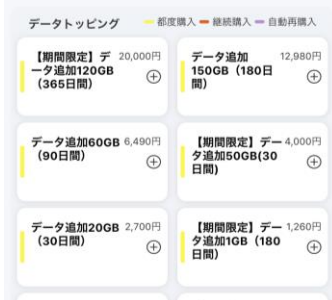 データトッピング
都度購入 継続購入 自動再購入
【期間限定】デ 20,000円
ータ追加120GB
(365日間)
データ追加 12,980円
150GB(180日
間)
データ追加60GB 6,490円
(90日間)
【期間限定】デー 4,000円
タ追加50GB(30
日間)
データ追加20GB 2,700円
(30日間)
【期間限定】デー 1,260円
タ追加1GB(180
日間)